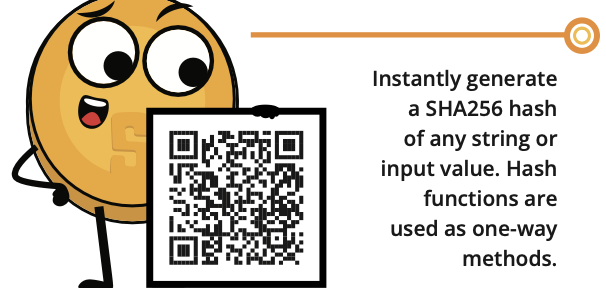 Instantly generate
a SHA256 hash
of any string or
input value. Hash
functions are
used as one-way
methods.